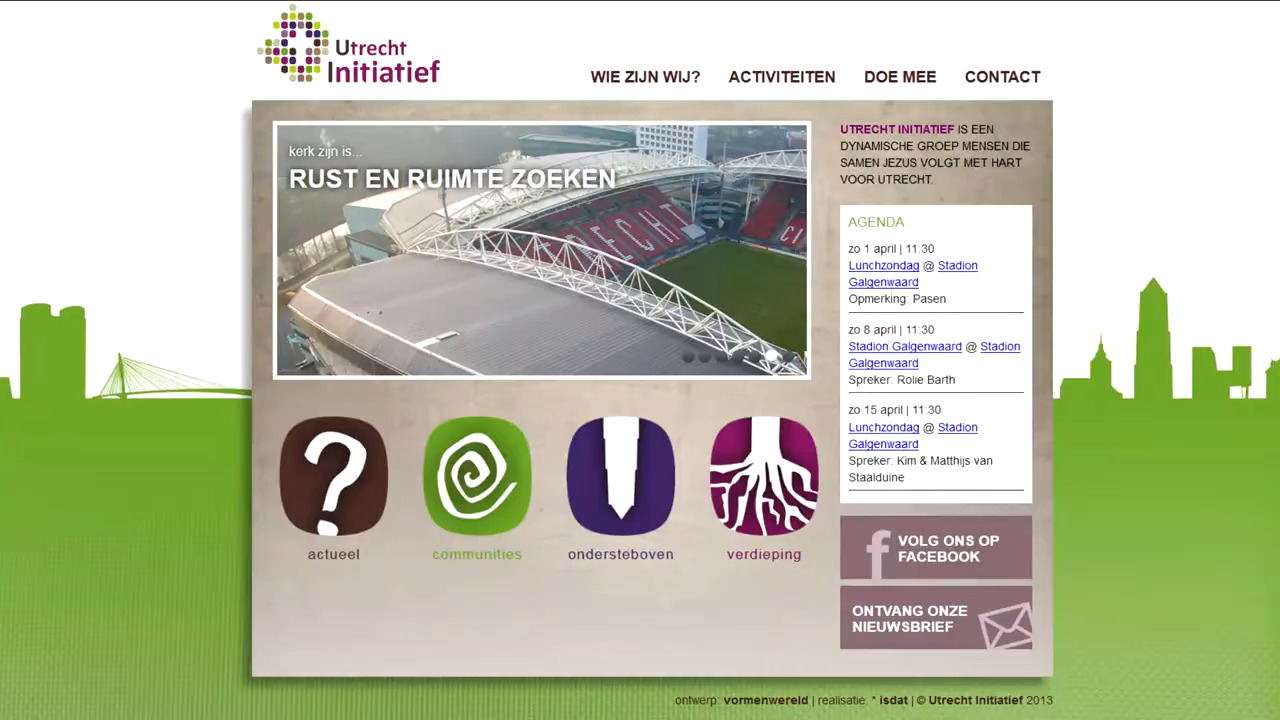 Utrecht
Initiatief
WIE ZIJN WIJ?
ACTIVITEITEN
DOE MEE
CONTACT
kerk zijn is...
RUST EN RUIMTE ZOEKEN
UTRECHT
CI
UTRECHT INITIATIEF IS EEN
DYNAMISCHE GROEP MENSEN DIE
SAMEN JEZUS VOLGT MET HART
VOOR UTRECHT.
AGENDA
zo 1 april | 11:30
Lunchzondag @ Stadion
Galgenwaard
Opmerking: Pasen
zo 8 april | 11:30
Stadion Galgenwaard @ Stadion
Galgenwaard
Spreker: Rolie Barth
zo 15 april | 11:30
Lunchzondag @ Stadion
Galgenwaard
Spreker: Kim & Matthijs van
Staalduine
actueel
communities
ondersteboven
verdieping
VOLG ONS OP
FACEBOOK
ONTVANG ONZE
NIEUWSBRIEF
ontwerp: vormenwereld | realisatie: * isdat | © Utrecht Initiatief 2013